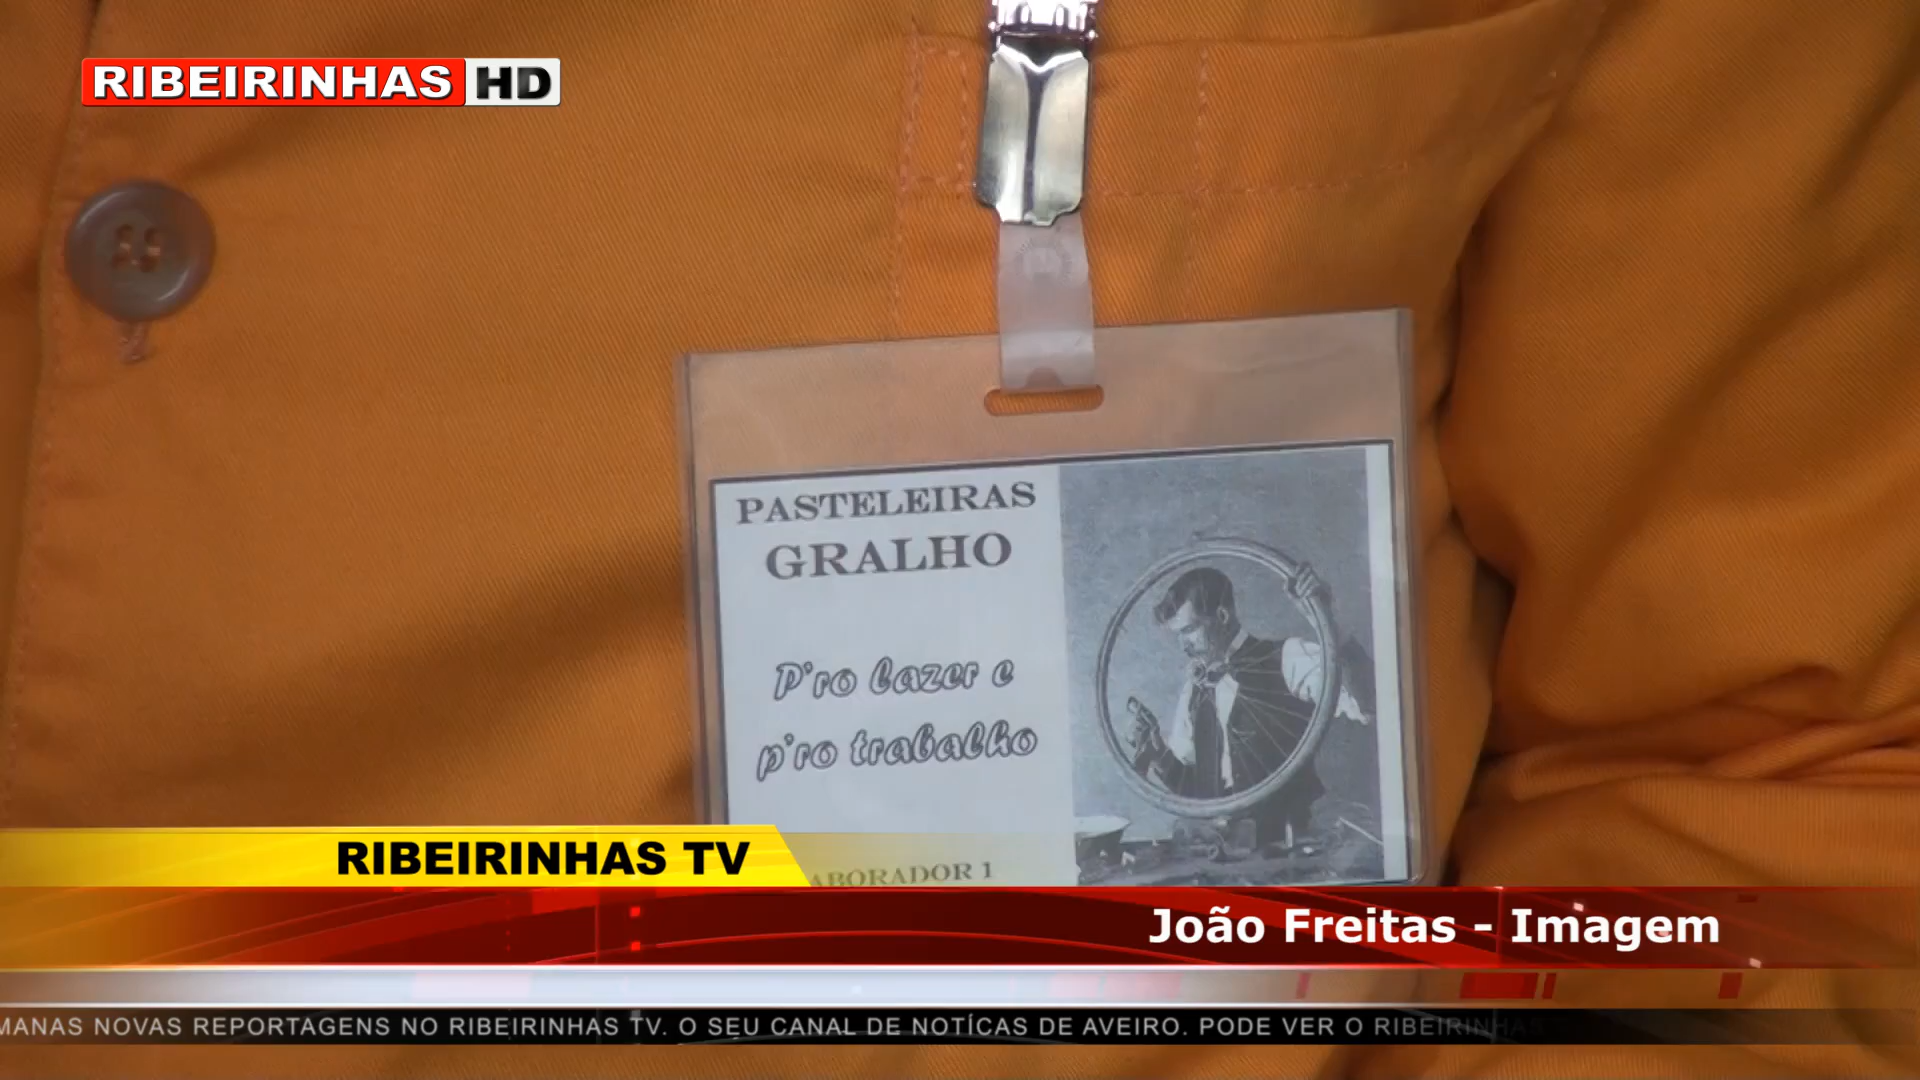 RIBEIRINHAS HD
PASTELEIRAS
GRALHO
P'ro lazer e
p'ro trabalho
ABORADOR 1
RIBEIRINHAS TV
João Freitas - Imagem
MANAS NOVAS REPORTAGENS NO RIBEIRINHAS TV. O SEU CANAL DE NOTÍCAS DE AVEIRO. PODE VER O RIBEIRINHAS